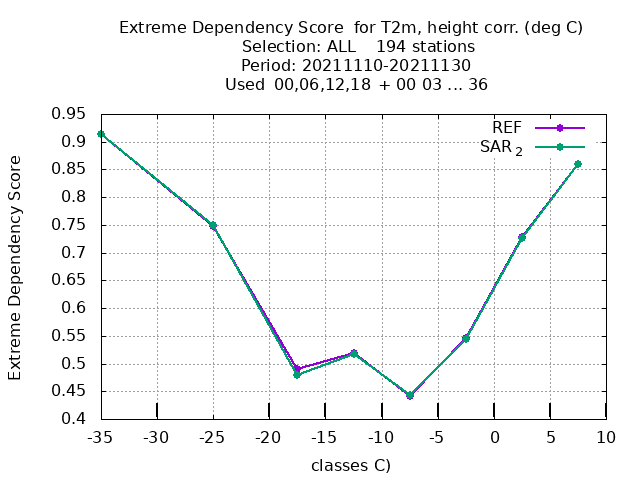 Extreme Dependency Score for T2m, height corr. (deg C)
Selection: ALL 194 stations
Period: 20211110-20211130
Used 00,06,12,18 + 00 03 ... 36
0.95
0.9
0.85
0.8
0.75
0.7
0.65
0.6
0.55
0.5
0.45
0.4
Extreme Dependency Score
REF
SAR 2
-35 -30 -25 -20 -15 -10 -5 0 5 10
classes C)